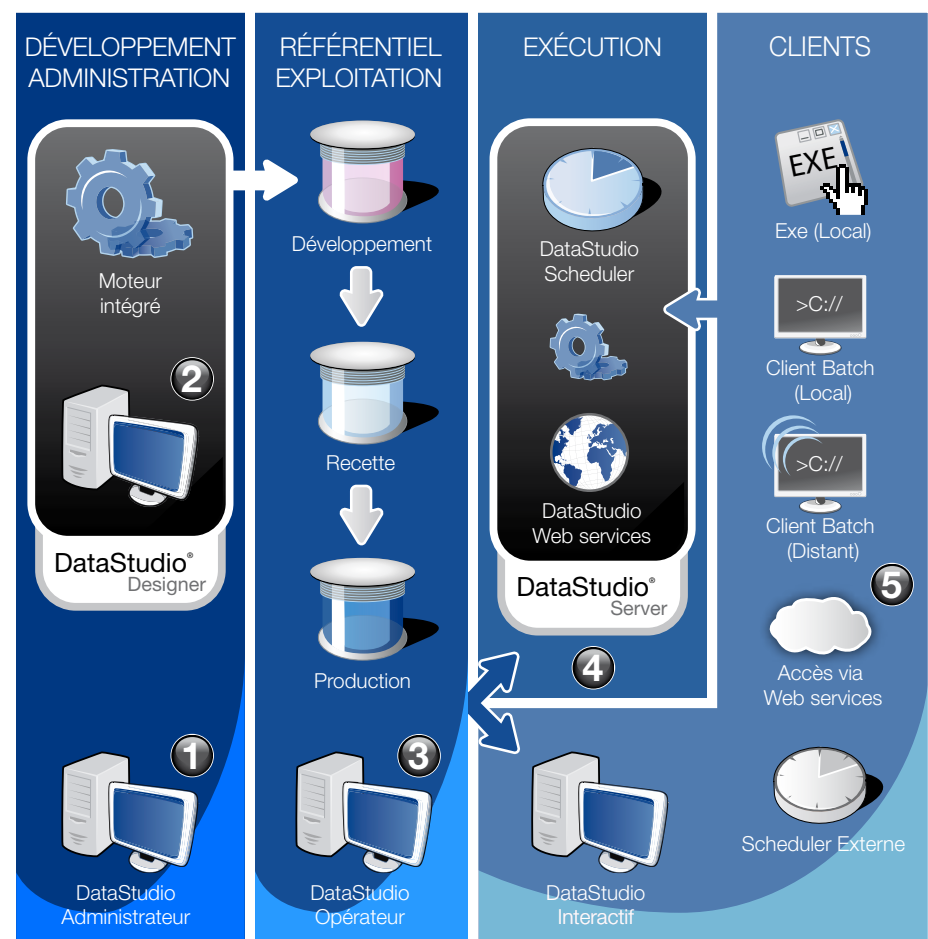 DÉVELOPPEMENT
ADMINISTRATION
Moteur
intégré
2
DataStudio®
Designer
1
DataStudio
Administrateur
RÉFÉRENTIEL
EXPLOITATION
Développement
Recette
Production
3
DataStudio
Opérateur
EXÉCUTION
DataStudio
Scheduler
DataStudio
Web services
DataStudio®
Server
4
DataStudio
Interactif
CLIENTS
EXE
Exe (Local)
>C://
Client Batch
(Local)
>C://
Client Batch
(Distant)
5
Accès via
Web services
Scheduler Externe